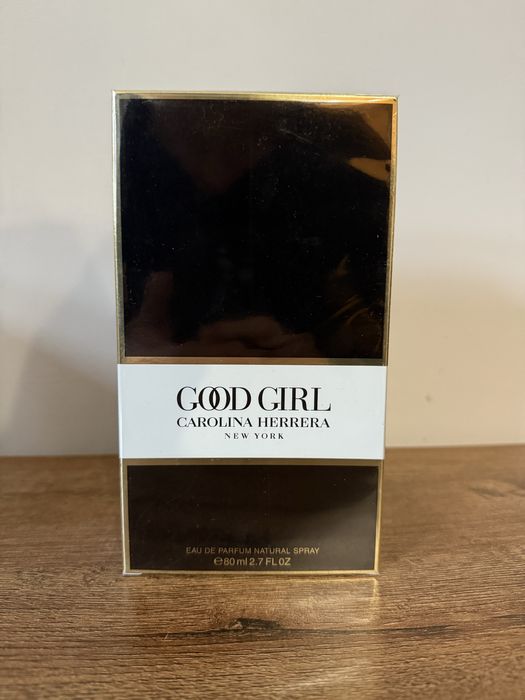 GOOD GIRL
CAROLINA HERRERA
NEW YORK
EAU DE PARFUM NATURAL SPRAY
℮80 ml 2.7 FL OZ